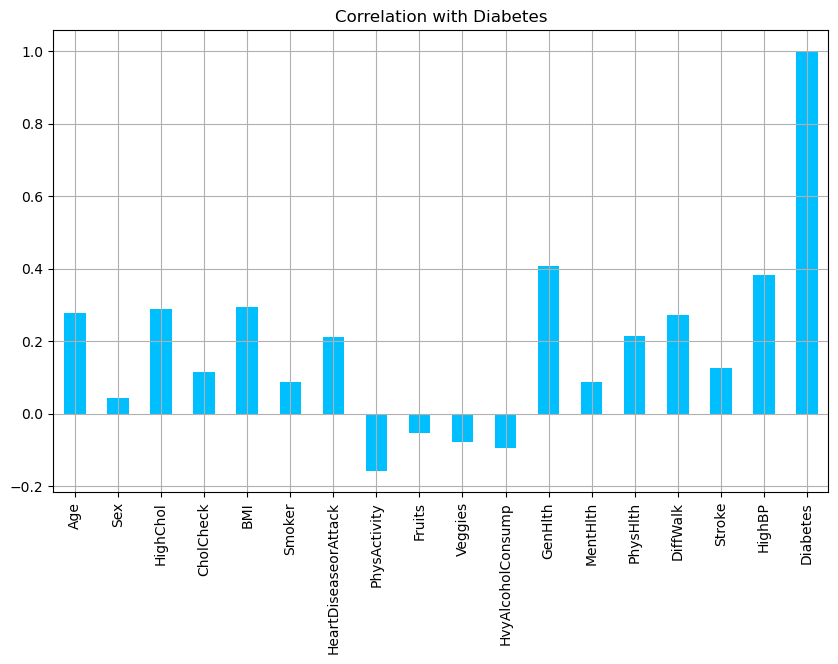 Correlation with Diabetes
1.0
0.8
0.6
0.4
0.2
0.0
−0.2
Age
Sex
HighChol
CholCheck
BMI
Smoker
HeartDiseaseorAttack
PhysActivity
Fruits
Veggies
HvyAlcoholConsump
GenHlth
MentHlth
PhysHlth
DiffWalk
Stroke
HighBP
Diabetes